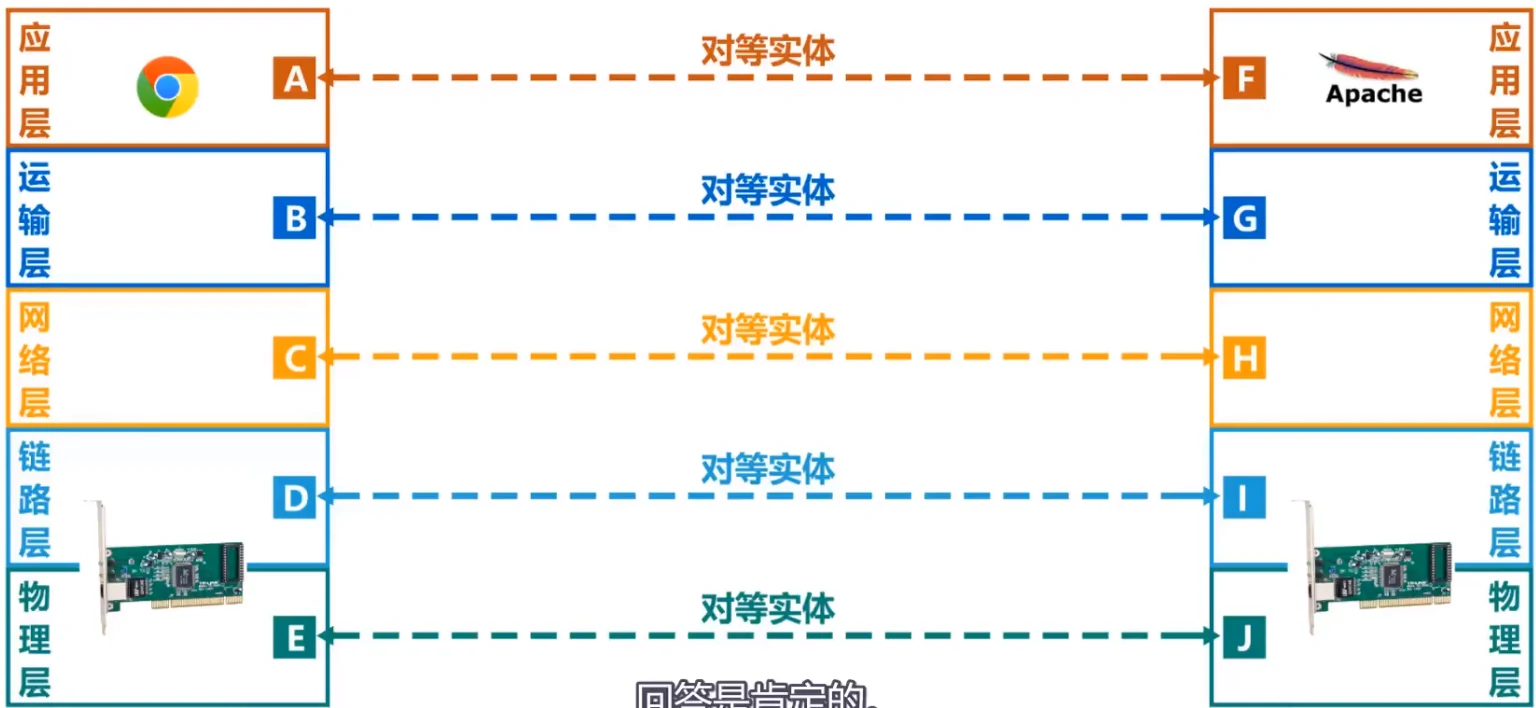 应用层
A
对等实体
F
Apache
应用层
运输层
B
对等实体
G
运输层
网络层
C
对等实体
H
网络层
链路层
D
对等实体
I
链路层
物理层
E
对等实体
J
物理层
回答是肯定的.